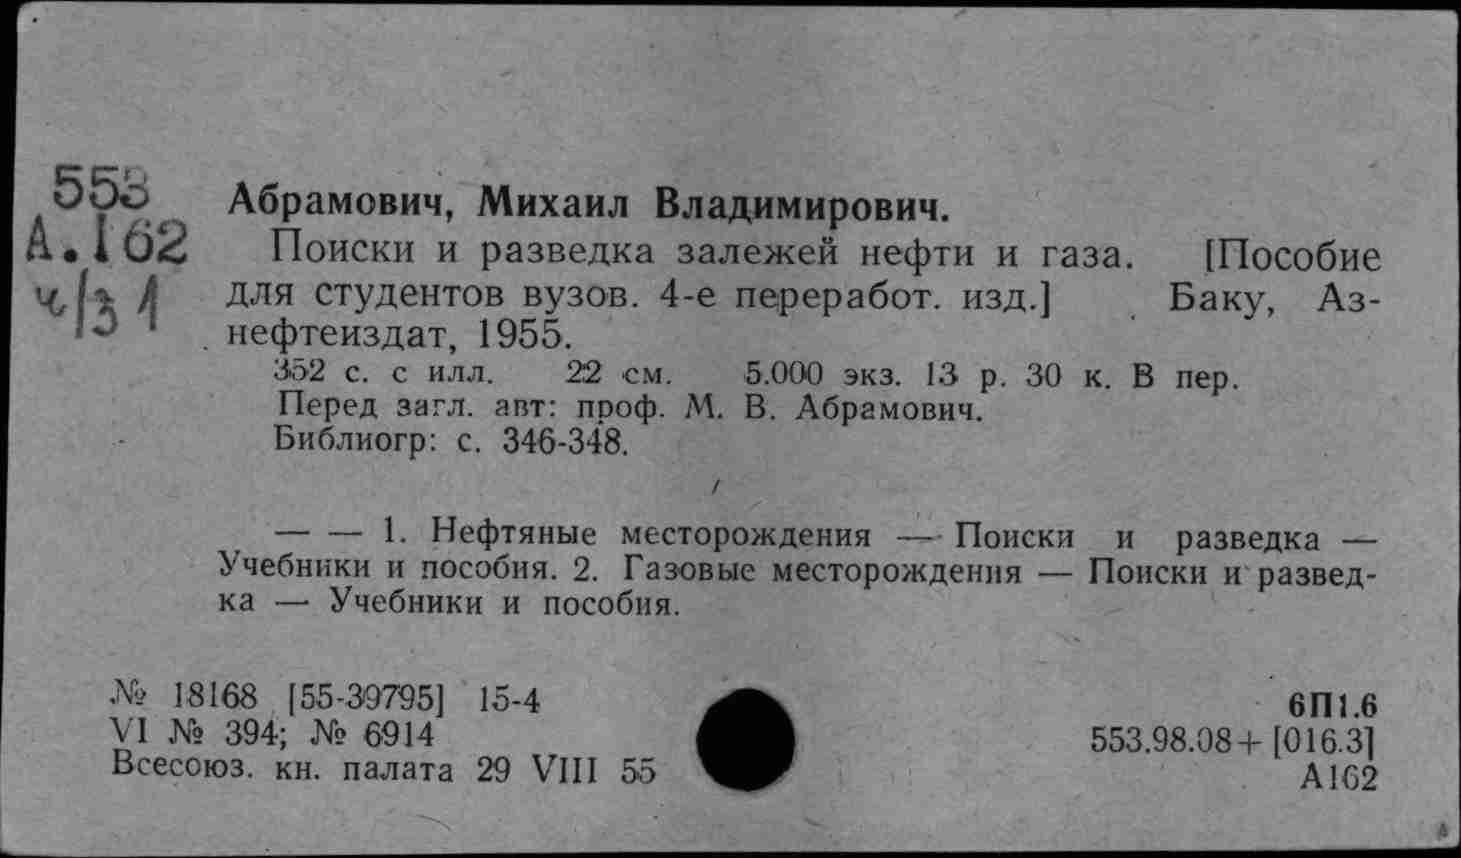 553
А.162
ч/з 1
Абрамович, Михаил Владимирович.
Поиски и разведка залежей нефти и газа. [Пособие
для студентов вузов. 4-е переработ. изд.] Баку, Аз-
нефтеиздат, 1955.
352 с. с илл. 22 см. 5.000 экз. 13 р. 30 к. В пер.
Перед загл. авт: проф. М. В. Абрамович.
Библиогр: с. 346-348.
— — 1. Нефтяные месторождения — Поиски и разведка —
Учебники и пособия. 2. Газовые месторождения — Поиски и развед-
ка — Учебники и пособия.
№ 18168 [55-39795] 15-4
VI № 394; № 6914
Всесоюз. кн. палата 29 VIII 55
6П1.6
553.98.08+[016.3]
А162